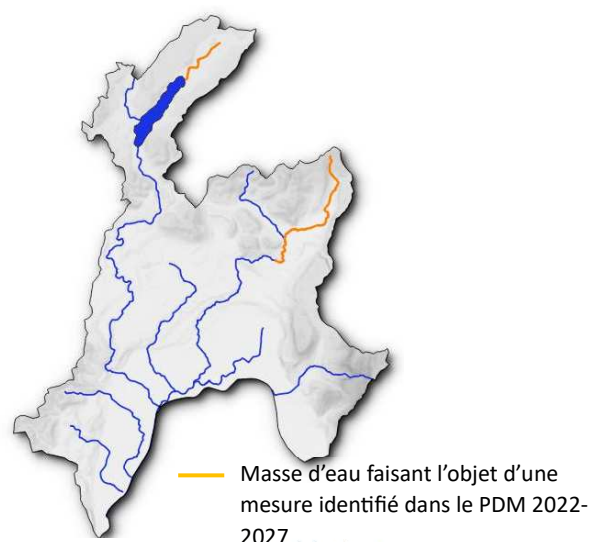 Masse d’eau faisant l’objet d’une
mesure identifié dans le PDM 2022-
2027